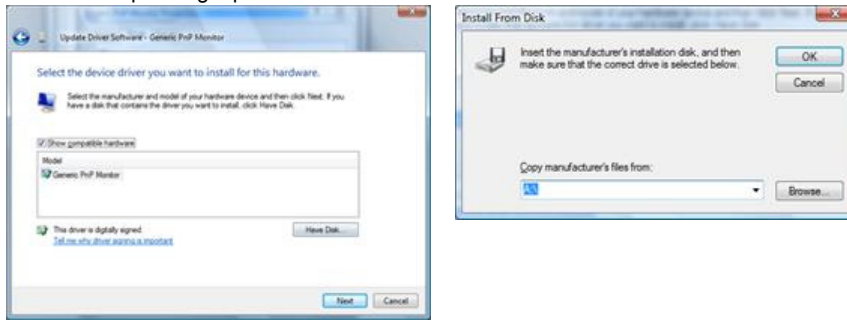 Update Driver Software - Generic PnP Monitor
Select the device driver you want to install for this hardware.
Select the manufacturer and model of your hardware device and then click Next. If you
have a disk that contains the driver you want to install, click Have Disk.
Show compatible hardware
Model
Generic PnP Monitor
This driver is digitally signed.
Tell me why driver signing is important
Have Disk...
Next
Cancel
Install From Disk
Insert the manufacturer's installation disk, and then
make sure that the correct drive is selected below.
OK
Cancel
Copy manufacturer's files from:
A:\
Browse...